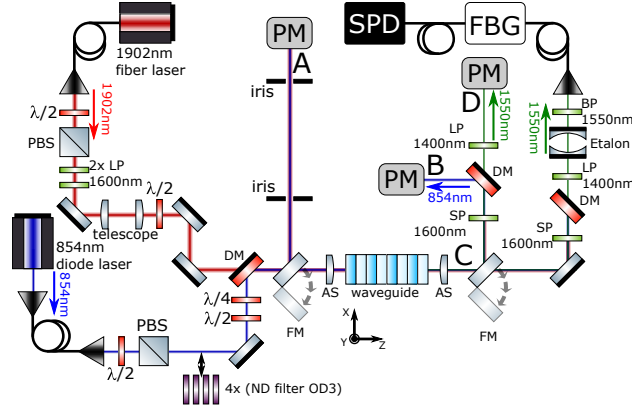 PM
SPD
FBG
1902nm
fiber laser
A
iris
iris
λ/2
1902nm
PBS
2x LP
1600nm
telescope
λ/2
PM
D
1550nm
LP
1400nm
B
PM
854nm
DM
SP
1600nm
1550nm
BP
1550nm
Etalon
LP
1400nm
DM
SP
1600nm
854nm
diode laser
854nm
DM
λ/4
λ/2
FM
AS
waveguide
AS
C
FM
PBS
λ/2
4x (ND filter OD3)
X
Y
Z